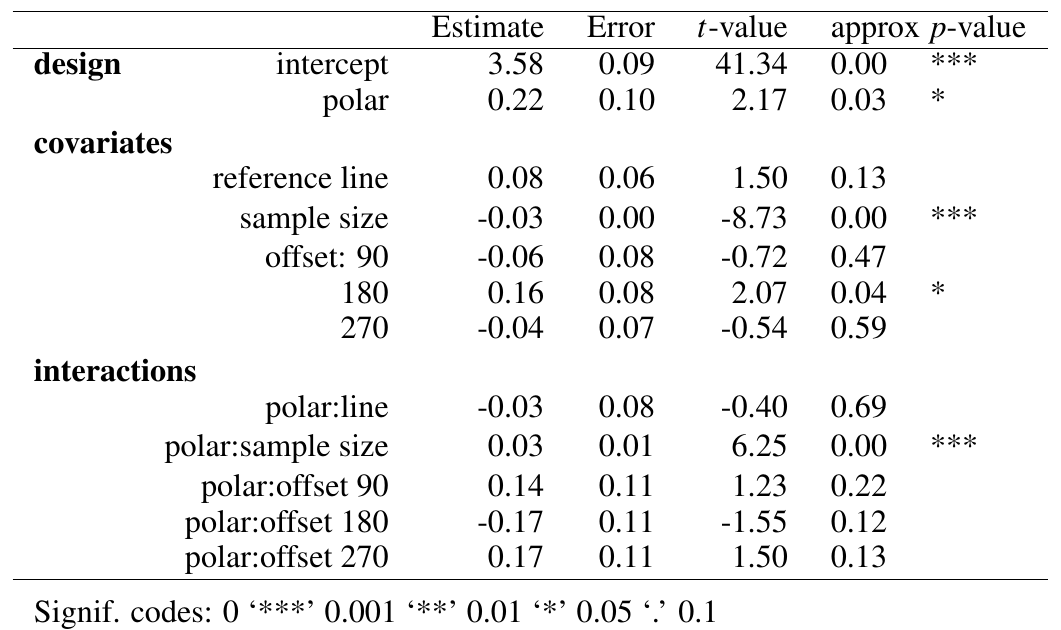 Estimate Error t-value approx p-value
design intercept 3.58 0.09 41.34 0.00 ***
polar 0.22 0.10 2.17 0.03 *
covariates
reference line 0.08 0.06 1.50 0.13
sample size -0.03 0.00 -8.73 0.00 ***
offset: 90 -0.06 0.08 -0.72 0.47
180 0.16 0.08 2.07 0.04 *
270 -0.04 0.07 -0.54 0.59
interactions
polar:line -0.03 0.08 -0.40 0.69
polar:sample size 0.03 0.01 6.25 0.00 ***
polar:offset 90 0.14 0.11 1.23 0.22
polar:offset 180 -0.17 0.11 -1.55 0.12
polar:offset 270 0.17 0.11 1.50 0.13
Signif. codes: 0 ‘***’ 0.001 ‘**’ 0.01 ‘*’ 0.05 ‘.’ 0.1